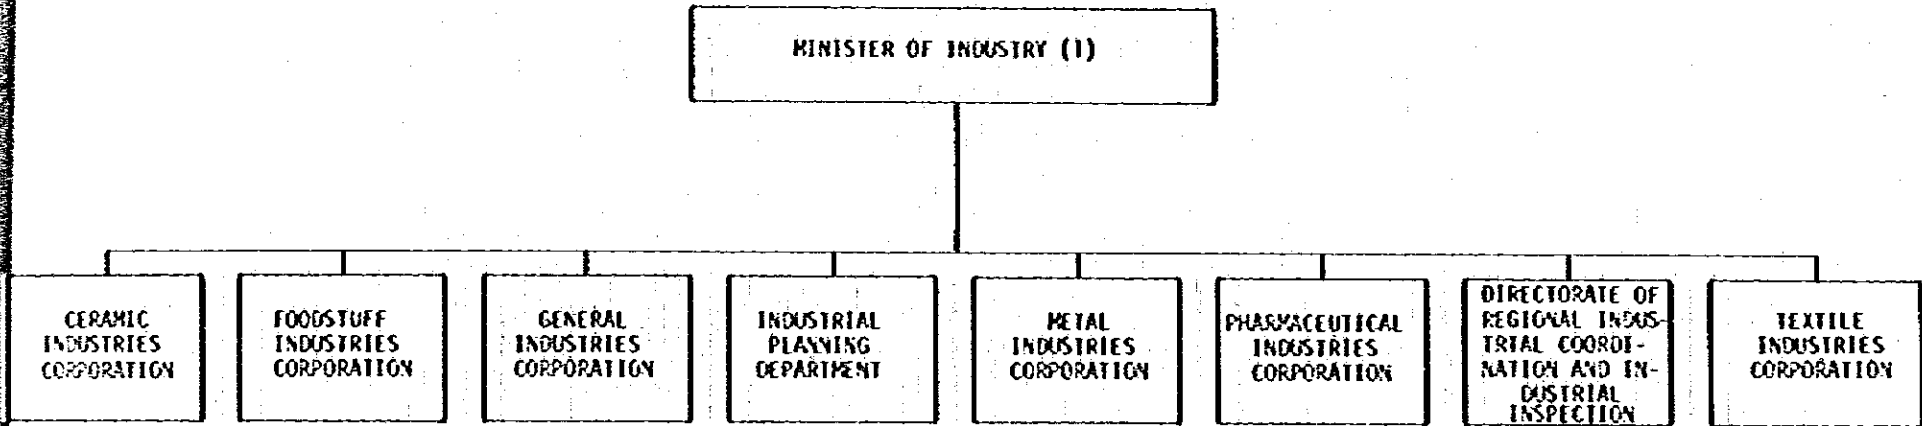 MINISTER OF INDUSTRY (1)
CERAMIC
INDUSTRIES
CORPORATION
FOODSTUFF
INDUSTRIES
CORPORATION
GENERAL
INDUSTRIES
CORPORATION
INDUSTRIAL
PLANNING
DEPARTMENT
METAL
INDUSTRIES
CORPORATION
PHARMACEUTICAL
INDUSTRIES
CORPORATION
DIRECTORATE OF
REGIONAL INDUS-
TRIAL COORDI-
NATION AND IN-
DUSTRIAL
INSPECTION
TEXTILE
INDUSTRIES
CORPORATION